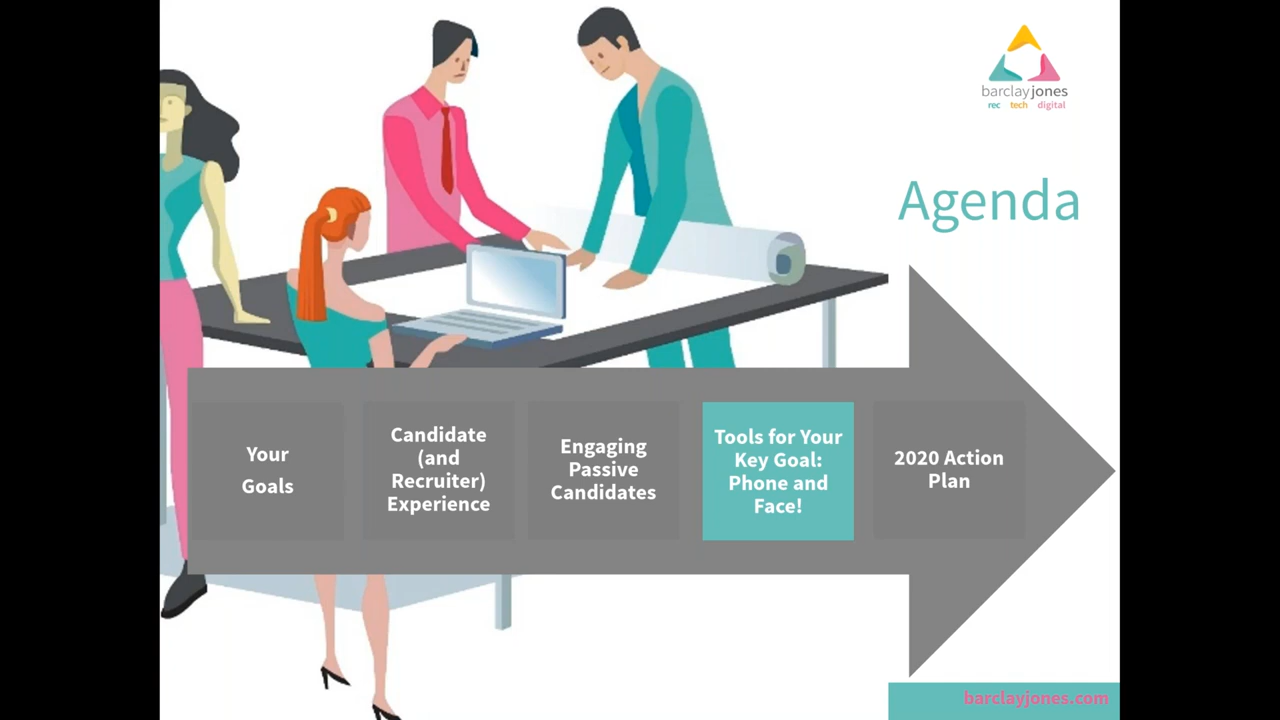 barclayjones
rec tech digital
Agenda
Your
Goals
Candidate
(and
Recruiter)
Experience
Engaging
Passive
Candidates
Tools for Your
Key Goal:
Phone and
Face!
2020 Action
Plan
barclayjones.com